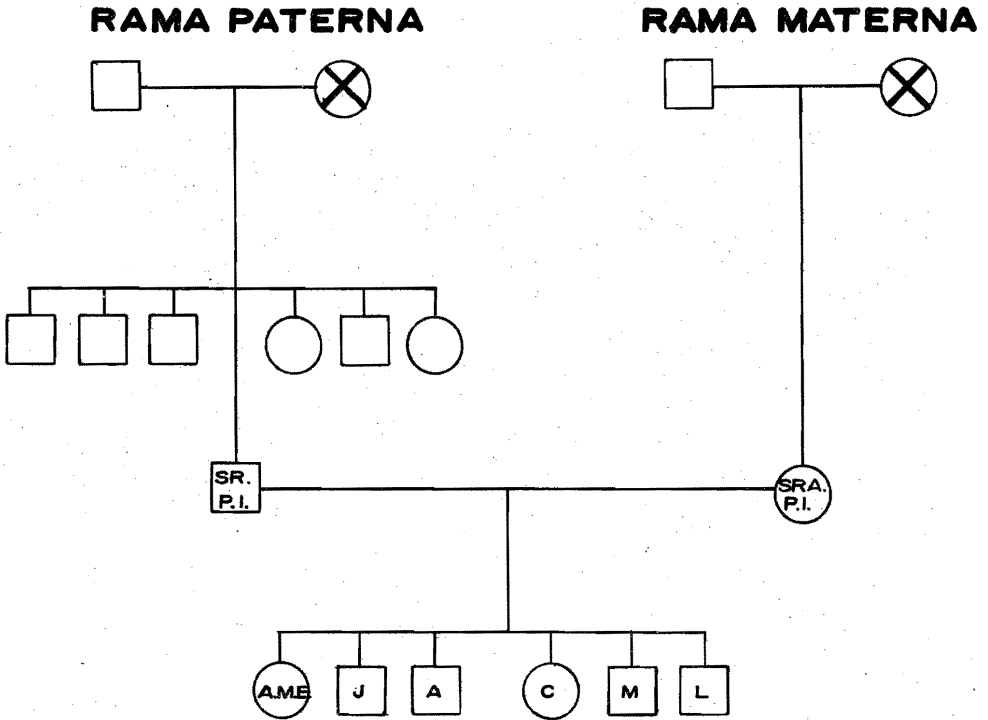 RAMA PATERNA
RAMA MATERNA
SR.
P.I.
SRA.
P.I.
A.M.E.
J
A
C
M
L